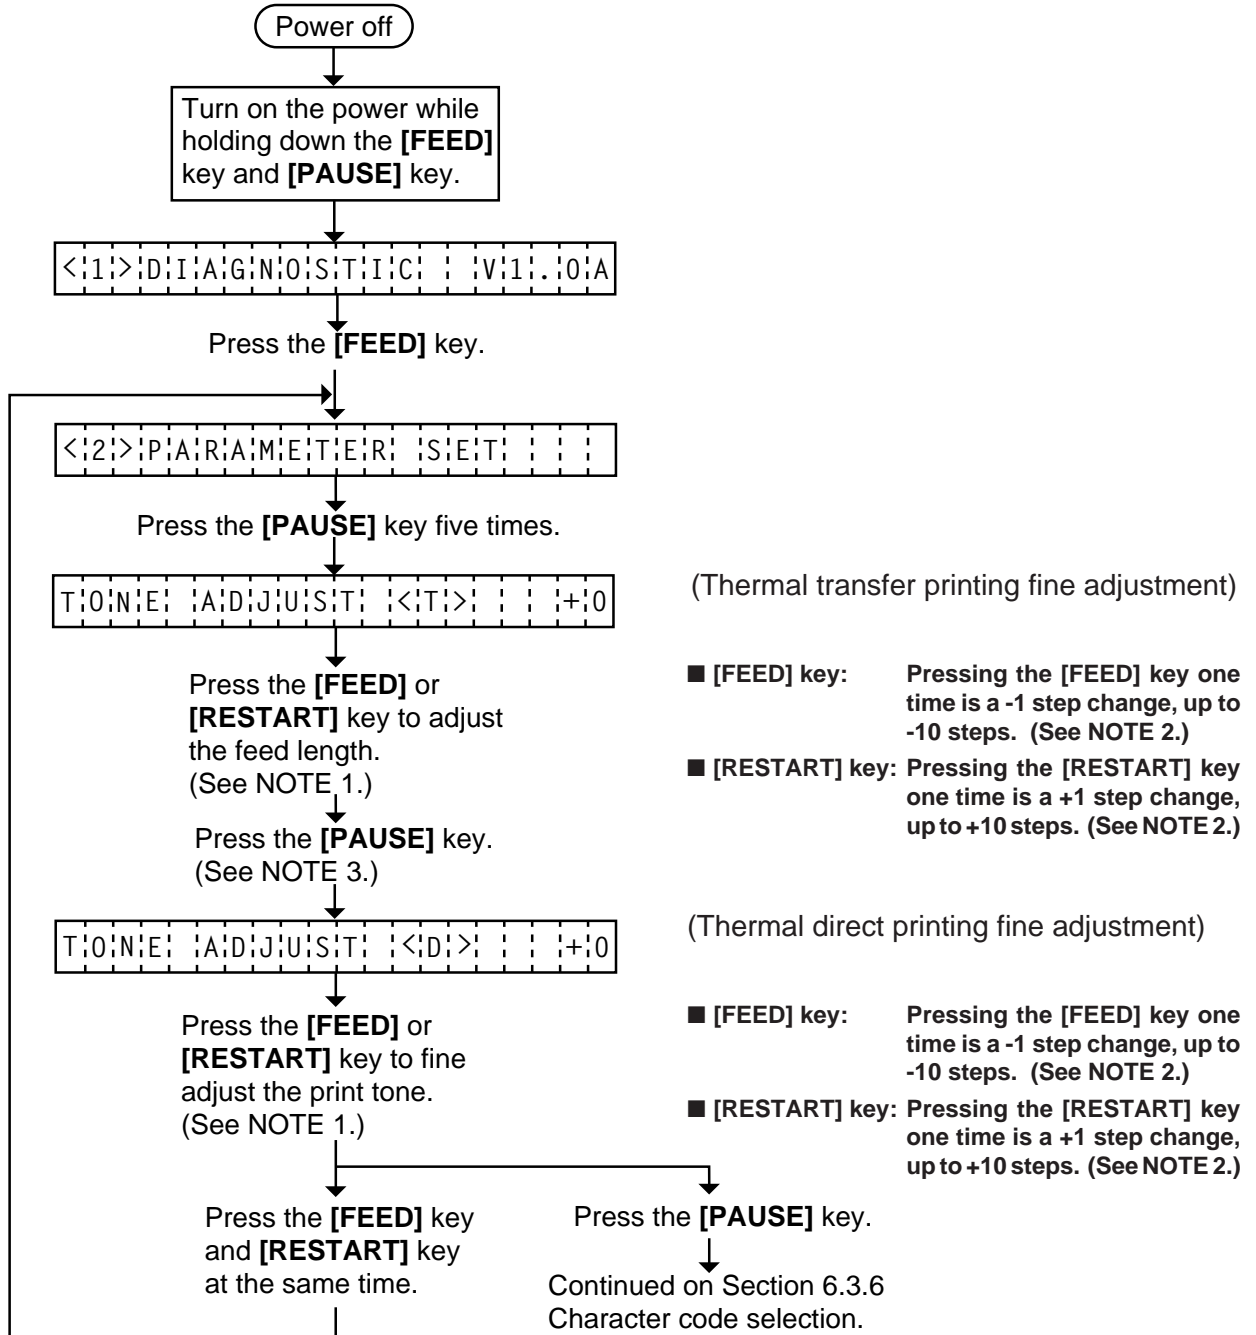 Power off
Turn on the power while
holding down the [FEED]
key and [PAUSE] key.
<1>DIAGNOSTIC  V1.0A
Press the [FEED] key.
<2>PARAMETER SET
Press the [PAUSE] key five times.
TONE ADJUST <T>   +0
(Thermal transfer printing fine adjustment)
Press the [FEED] or
[RESTART] key to adjust
the feed length.
(See NOTE 1.)
■ [FEED] key: Pressing the [FEED] key one
time is a -1 step change, up to
-10 steps. (See NOTE 2.)
■ [RESTART] key: Pressing the [RESTART] key
one time is a +1 step change,
up to +10 steps. (See NOTE 2.)
Press the [PAUSE] key.
(See NOTE 3.)
TONE ADJUST <D>   +0
(Thermal direct printing fine adjustment)
Press the [FEED] or
[RESTART] key to fine
adjust the print tone.
(See NOTE 1.)
■ [FEED] key: Pressing the [FEED] key one
time is a -1 step change, up to
-10 steps. (See NOTE 2.)
■ [RESTART] key: Pressing the [RESTART] key
one time is a +1 step change,
up to +10 steps. (See NOTE 2.)
Press the [FEED] key
and [RESTART] key
at the same time.
Press the [PAUSE] key.
Continued on Section 6.3.6
Character code selection.